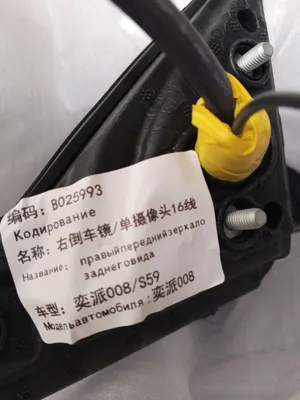 编码: B025993
Кодирование
名称: 右倒车镜/单摄像头16线
Название: правыйпереднийзеркало
заднеговида
车型: 奕派008/S59
Модельавтомобиля: 奕派008